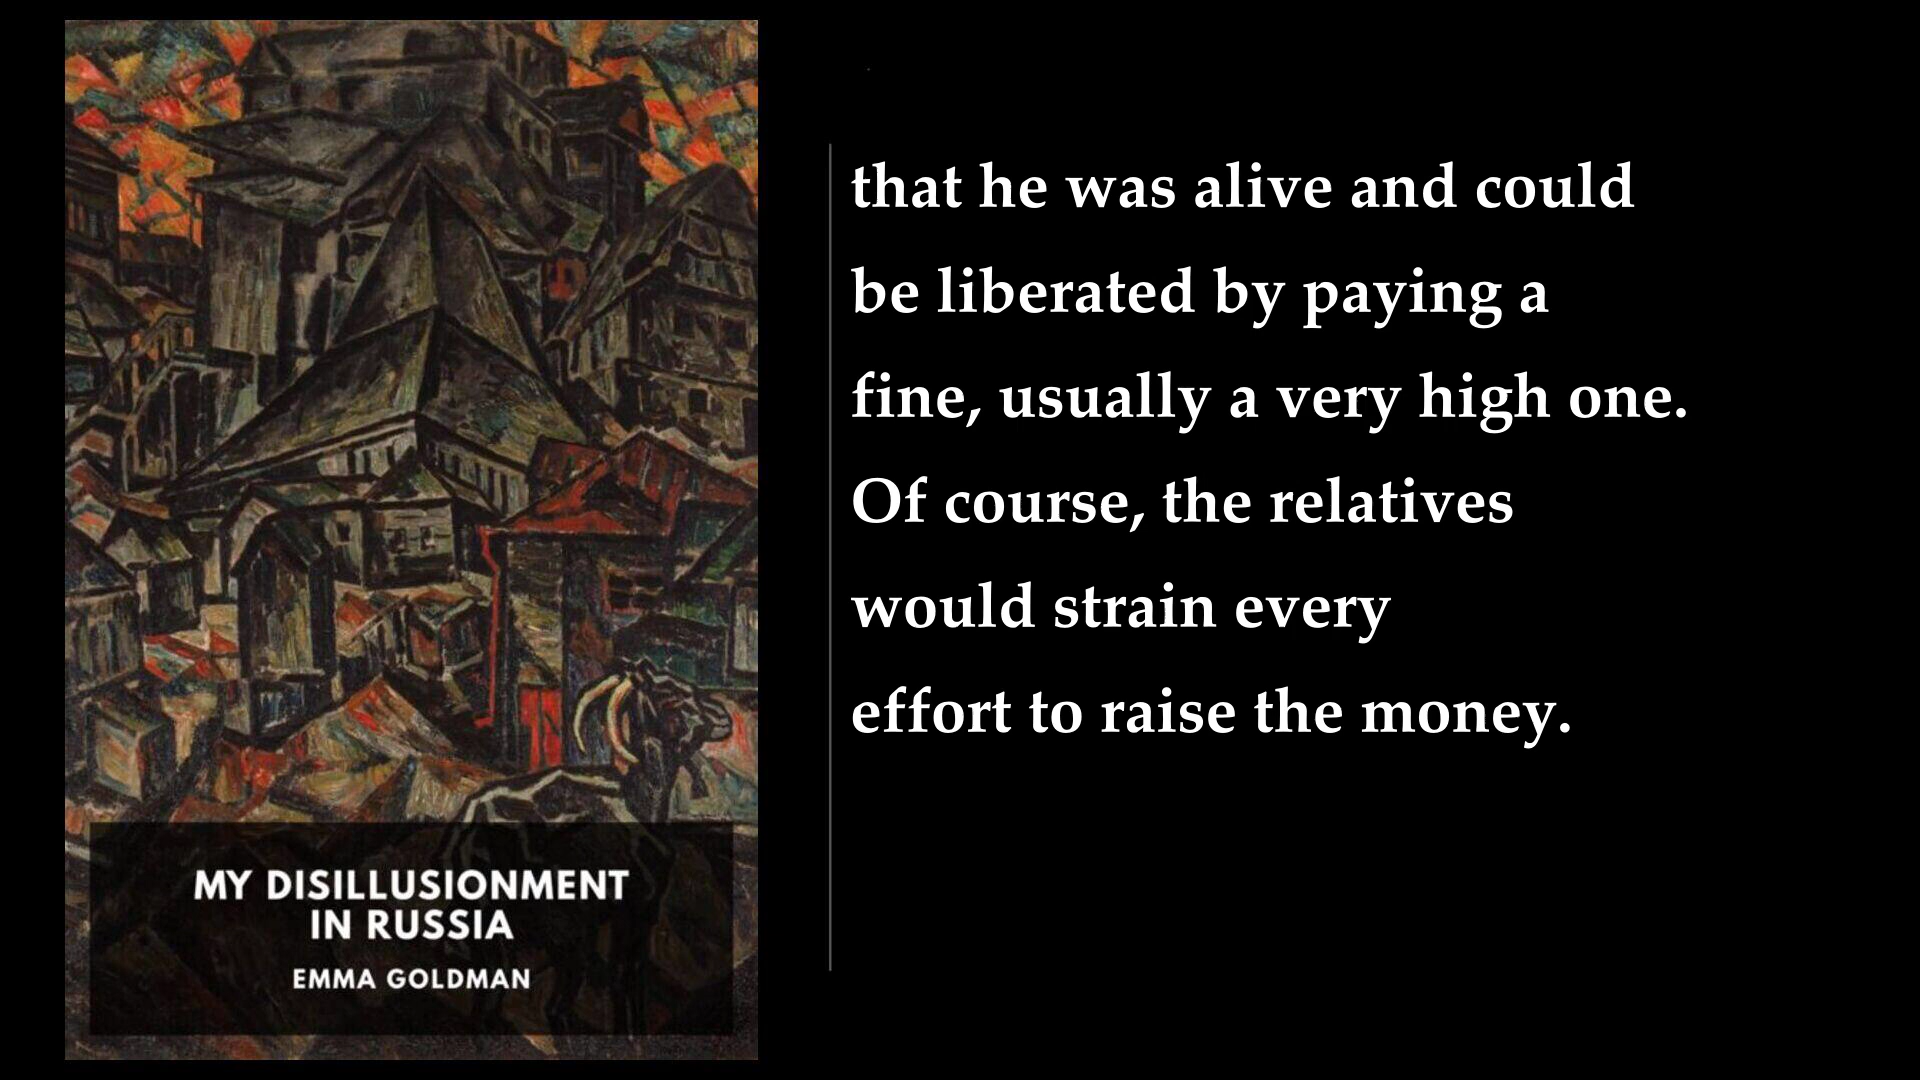 MY DISILLUSIONMENT
IN RUSSIA
EMMA GOLDMAN
that he was alive and could
be liberated by paying a
fine, usually a very high one.
Of course, the relatives
would strain every
effort to raise the money.